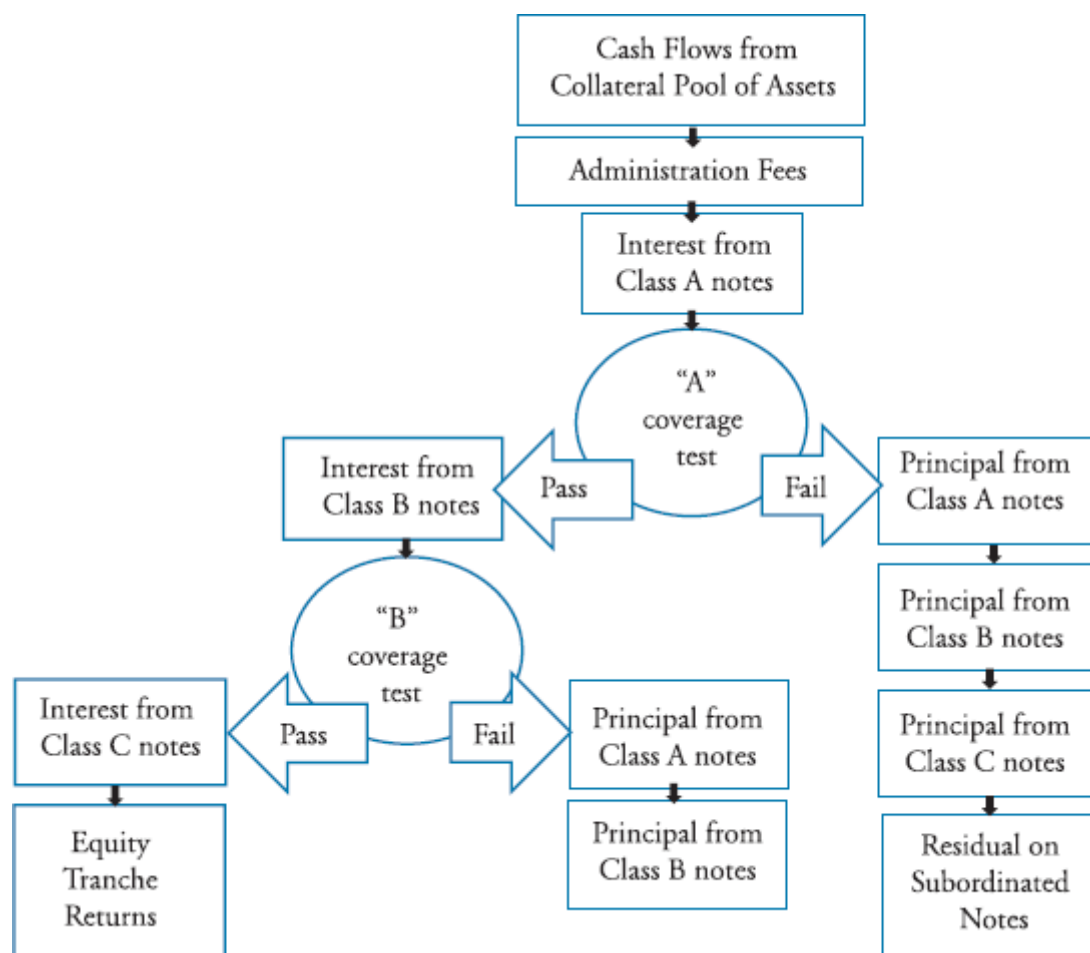 Cash Flows from
Collateral Pool of Assets
Administration Fees
Interest from
Class A notes
“A”
coverage
test
Pass
Fail
Interest from
Class B notes
Principal from
Class A notes
“B”
coverage
test
Pass
Fail
Principal from
Class B notes
Interest from
Class C notes
Principal from
Class A notes
Principal from
Class C notes
Equity
Tranche
Returns
Principal from
Class B notes
Residual on
Subordinated
Notes